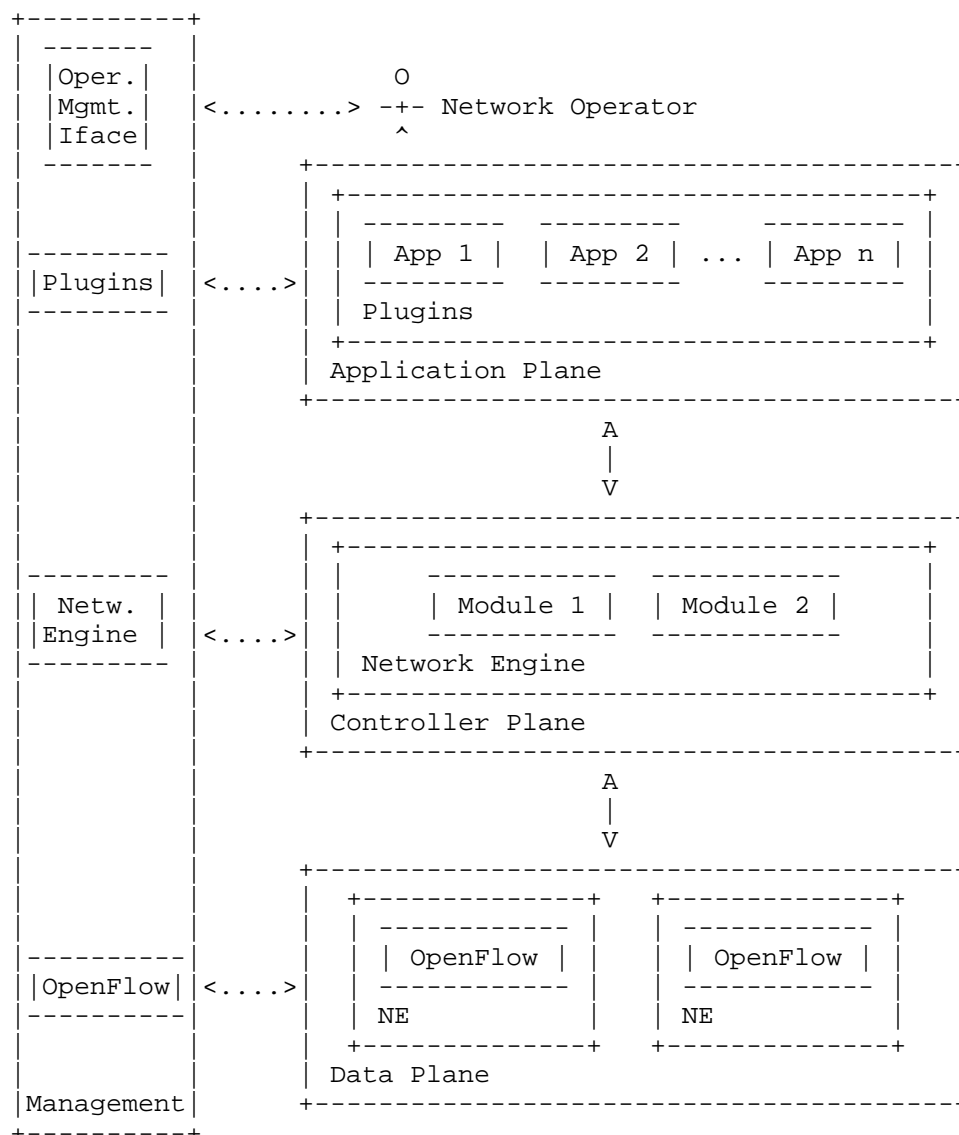 Oper.
Mgmt.
Iface
O
-+- Network Operator
^
Plugins
App 1 App 2 ... App n
Plugins
Application Plane
A
V
Netw.
Engine
Module 1 Module 2
Network Engine
Controller Plane
A
V
OpenFlow
OpenFlow OpenFlow
NE NE
Data Plane
Management